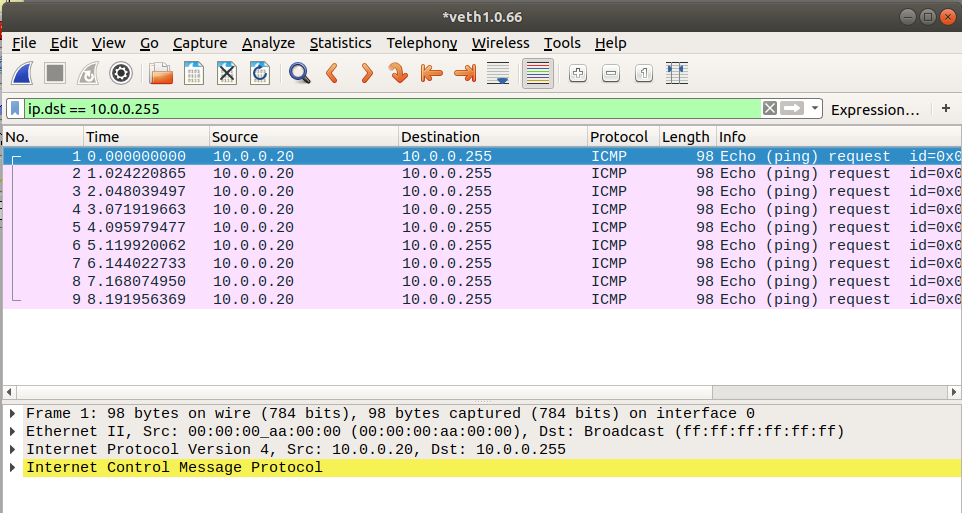 *veth1.0.66
File Edit View Go Capture Analyze Statistics Telephony Wireless Tools Help
ip.dst == 10.0.0.255 Expression… +
No. Time Source Destination Protocol Length Info
1 0.000000000 10.0.0.20 10.0.0.255 ICMP 98 Echo (ping) request id=0x0
2 1.024220865 10.0.0.20 10.0.0.255 ICMP 98 Echo (ping) request id=0x0
3 2.048039497 10.0.0.20 10.0.0.255 ICMP 98 Echo (ping) request id=0x0
4 3.071919663 10.0.0.20 10.0.0.255 ICMP 98 Echo (ping) request id=0x0
5 4.095979477 10.0.0.20 10.0.0.255 ICMP 98 Echo (ping) request id=0x0
6 5.119920062 10.0.0.20 10.0.0.255 ICMP 98 Echo (ping) request id=0x0
7 6.144022733 10.0.0.20 10.0.0.255 ICMP 98 Echo (ping) request id=0x0
8 7.168074950 10.0.0.20 10.0.0.255 ICMP 98 Echo (ping) request id=0x0
9 8.191956369 10.0.0.20 10.0.0.255 ICMP 98 Echo (ping) request id=0x0
Frame 1: 98 bytes on wire (784 bits), 98 bytes captured (784 bits) on interface 0
Ethernet II, Src: 00:00:00_aa:00:00 (00:00:00:aa:00:00), Dst: Broadcast (ff:ff:ff:ff:ff:ff)
Internet Protocol Version 4, Src: 10.0.0.20, Dst: 10.0.0.255
Internet Control Message Protocol